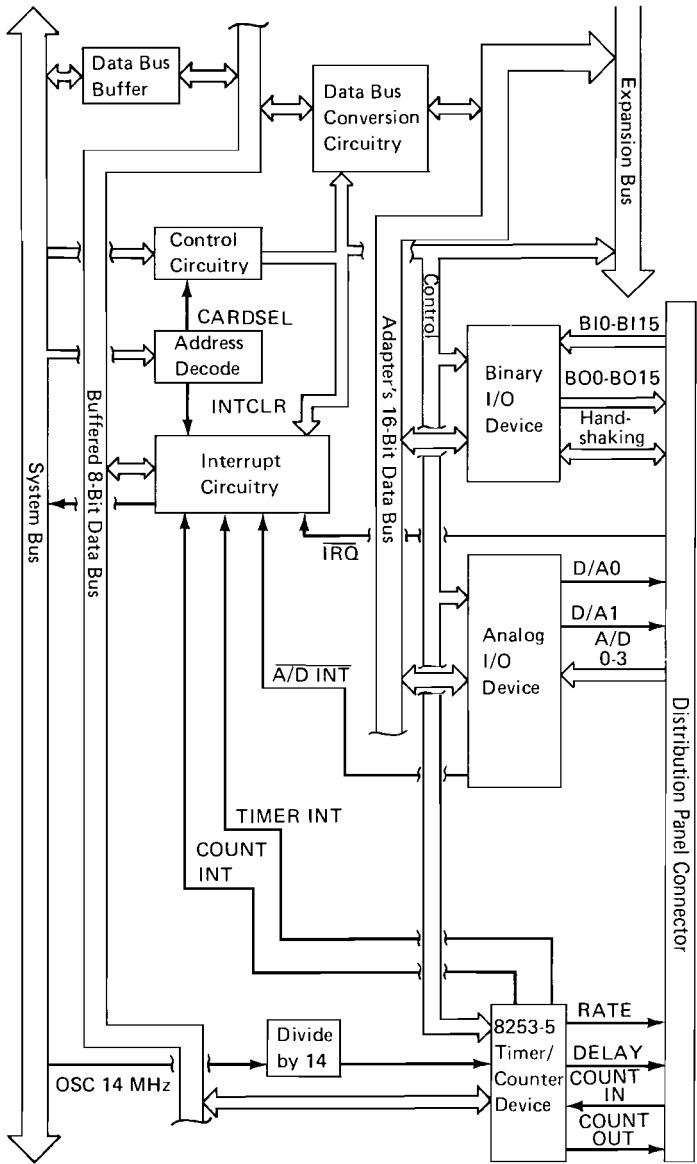 Data Bus
Buffer
Data Bus
Conversion
Circuitry
Expansion Bus
Control
Circuitry
Control
CARDSEL
Address
Decode
INTCLR
Interrupt
Circuitry
System Bus
Buffered 8-Bit Data Bus
Adapter's 16-Bit Data Bus
BI0-BI15
Binary
I/O
Device
BO0-BO15
Hand-
shaking
IRQ
D/A0
D/A1
A/D
0-3
Analog
I/O
Device
A/D INT
Distribution Panel Connector
TIMER INT
COUNT
INT
8253-5
Timer/
Counter
Device
RATE
DELAY
COUNT
IN
COUNT
OUT
Divide
by 14
OSC 14 MHz